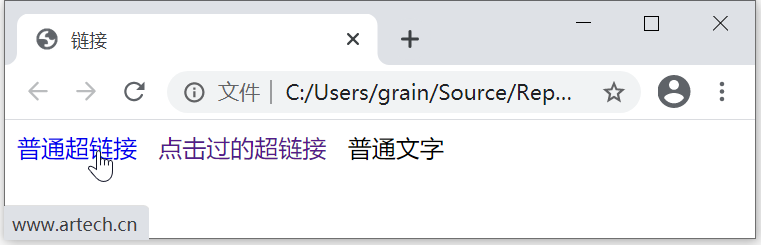 链接
文件 C:/Users/grain/Source/Rep...
普通超链接 点击过的超链接 普通文字
www.artech.cn